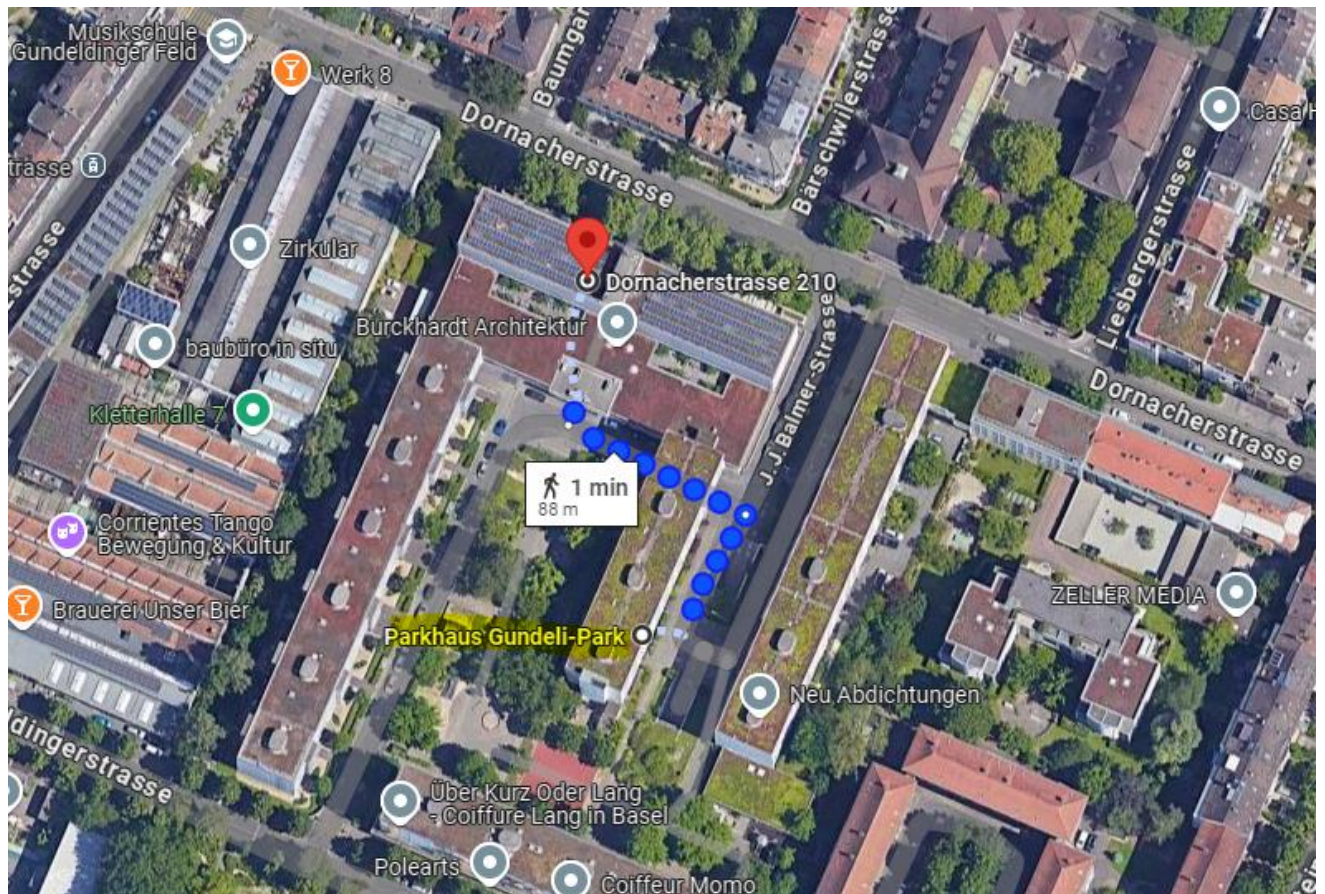 Musikschule
Gundeldinger Feld
Werk 8
Baumgar
Bärschwilerstrasse
Casa H
Dornacherstrasse
trasse
Zirkular
Liesbergerstrasse
strasse
Dornacherstrasse 210
Burckhardt Architektur
baubüro in situ
J.J.Balmer-Strasse
Kletterhalle 7
Dornacherstrasse
1 min
88 m
Corrientes Tango
Bewegung & Kultur
ZELLER MEDIA
Brauerei Unser Bier
Parkhaus Gundeli-Park
Neu Abdichtungen
dingerstrasse
Über Kurz Oder Lang
- Coiffure Lang in Basel
Polearts
Coiffeur Momo